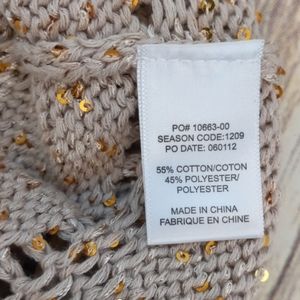 PO# 10663-00
SEASON CODE:1209
PO DATE: 060112
55% COTTON/COTON
45% POLYESTER/
POLYESTER
MADE IN CHINA
FABRIQUE EN CHINE